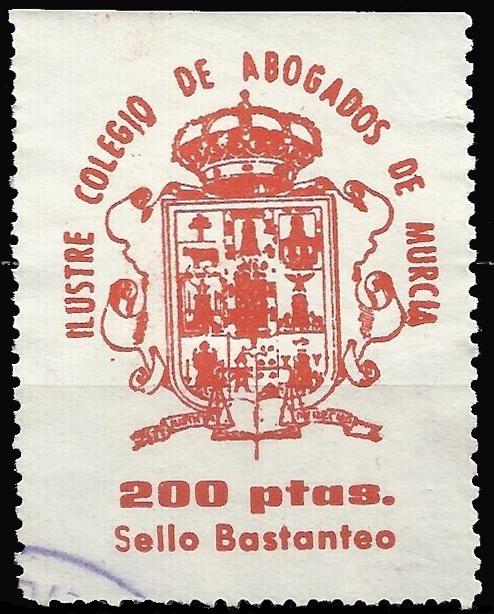 ILUSTRE COLEGIO DE ABOGADOS DE MURCIA
200 ptas.
Sello Bastanteo